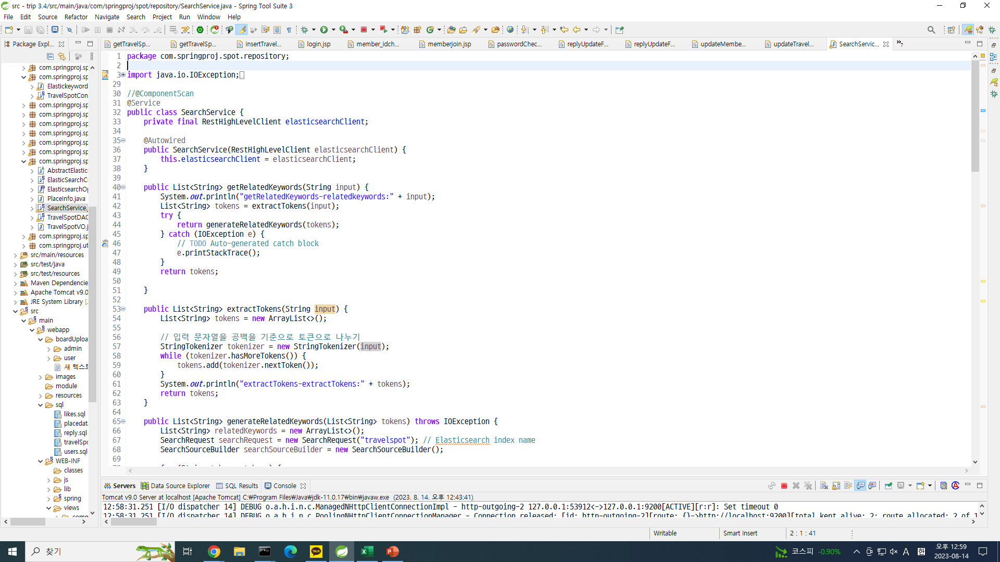 src - trip 3.4/src/main/java/com/springproj/spot/repository/SearchService.java - Spring Tool Suite 3
File Edit Source Refactor Navigate Search Project Run Window Help
Package Expl...
getTravelSp... getTravelSp... insertTravel... login.jsp member_idch... memberjoin.jsp passwordChec... replyUpdateF... replyUpdateF... updateMembe... updateTravel... SearchServic... »7
com.springproj.sp
com.springproj.sp
Elastickeyword
TravelSpotCon
com.springproj.sp
com.springproj.sp
com.springproj.sp
com.springproj.sp
com.springproj.sp
com.springproj.sp
com.springproj.sp
AbstractElastic
ElasticSearchC
ElasticsearchO
PlaceInfo.java
SearchService.
TravelSpotDAO
TravelSpotVO.j
com.springproj.sp
com.springproj.ut
src/main/resources
src/test/java
src/test/resources
Maven Dependencie
Apache Tomcat v9.0
JRE System Library [
src
main
webapp
boardUploa
admin
user
새 텍스트
images
module
resources
sql
likes.sql
placedat
reply.sql
travelSpo
users.sql
WEB-INF
classes
js
lib
spring
views
1 package com.springproj.spot.repository;
2
3 import java.io.IOException;
29
30 //@ComponentScan
31 @Service
32 public class SearchService {
33 private final RestHighLevelClient elasticsearchClient;
34
35 @Autowired
36 public SearchService(RestHighLevelClient elasticsearchClient) {
37 this.elasticsearchClient = elasticsearchClient;
38 }
39
40 public List<String> getRelatedKeywords(String input) {
41 System.out.println("getRelatedKeywords-relatedkeywords:" + input);
42 List<String> tokens = extractTokens(input);
43 try {
44 return generateRelatedKeywords(tokens);
45 } catch (IOException e) {
46 // TODO Auto-generated catch block
47 e.printStackTrace();
48 }
49 return tokens;
50
51 }
52
53 public List<String> extractTokens(String input) {
54 List<String> tokens = new ArrayList<>();
55
56 // 입력 문자열을 공백을 기준으로 토큰으로 나누기
57 StringTokenizer tokenizer = new StringTokenizer(input);
58 while (tokenizer.hasMoreTokens()) {
59 tokens.add(tokenizer.nextToken());
60 }
61 System.out.println("extractTokens-extractTokens:" + tokens);
62 return tokens;
63 }
64
65 public List<String> generateRelatedKeywords(List<String> tokens) throws IOException {
66 List<String> relatedKeywords = new ArrayList<>();
67 SearchRequest searchRequest = new SearchRequest("travelspot"); // Elasticsearch index name
68 SearchSourceBuilder searchSourceBuilder = new SearchSourceBuilder();
69
Servers Data Source Explorer SQL Results Console
Tomcat v9.0 Server at localhost [Apache Tomcat] C:₩Program Files₩Java₩jdk-11.0.17₩bin₩javaw.exe (2023. 8. 14. 오후 12:43:41)
12:58:31.251 [I/O dispatcher 14] DEBUG o.a.h.i.n.c.ManagedNHttpClientConnectionImpl - http-outgoing-2 127.0.0.1:53912<->127.0.0.1:9200[ACTIVE][r:r]: Set timeout 0
12:58:31.251 [I/O dispatcher 14] DEBUG o.a.h.i.n.c.PoolingNHttpClientConnectionManager - Connection released: [id: http-outgoing-2][route: {}->http://localhost:9200][total kept alive: 2; route allocated: 2 of 1
Writable Smart Insert 2 : 1 : 41
찾기
TALK
코스피 -0.90%
A 한
오후 12:59
2023-08-14